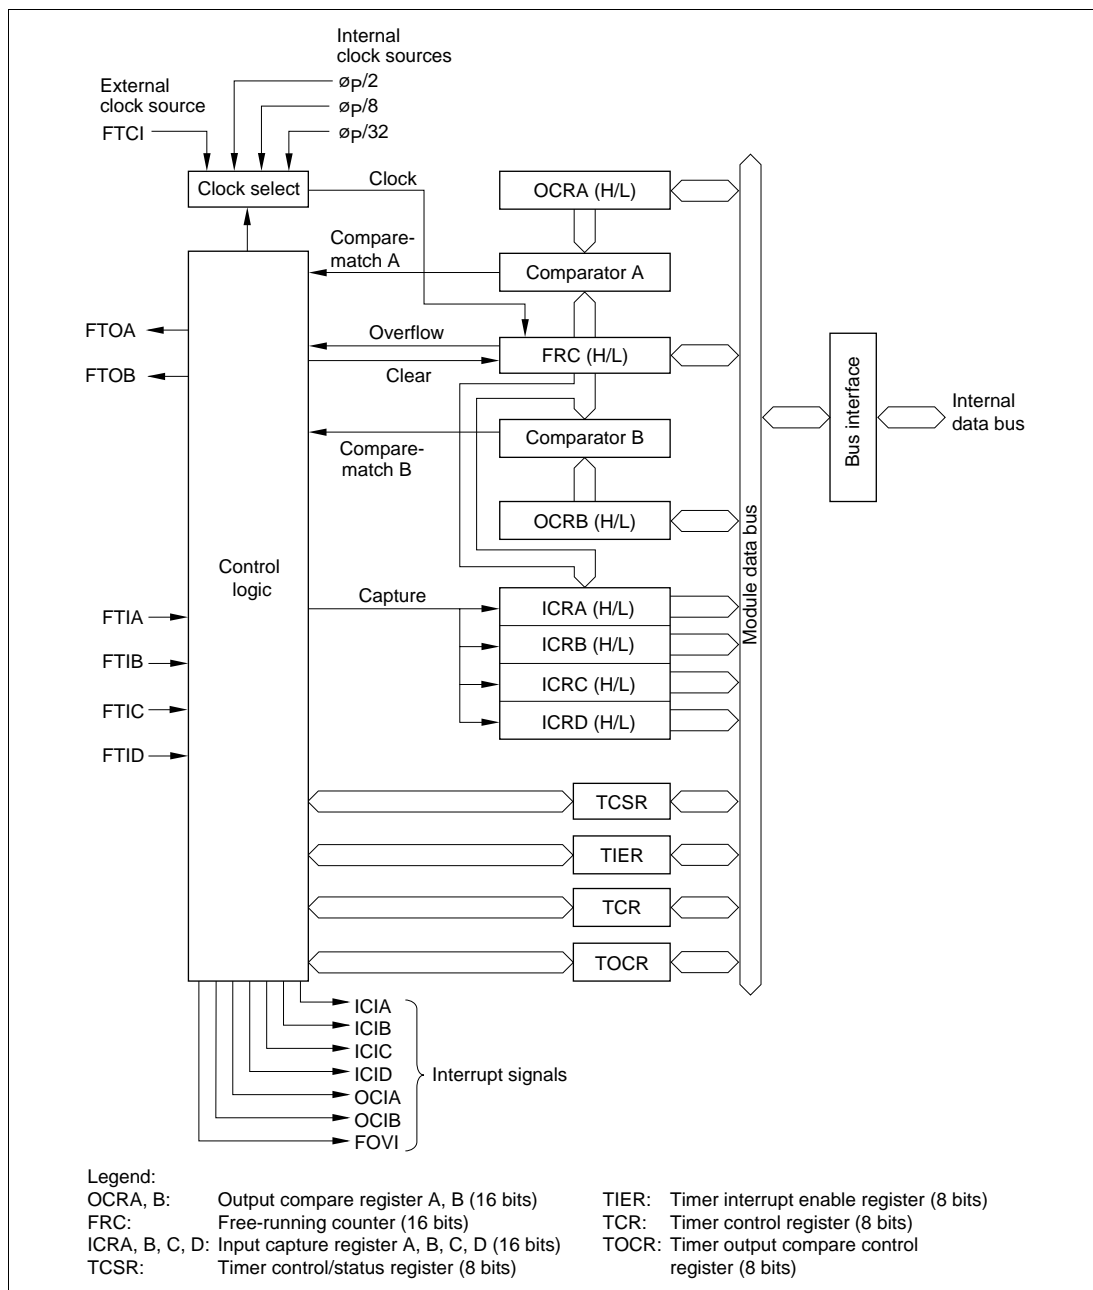 Internal
clock sources
External
clock source
øP/2
øP/8
FTCI
øP/32
Clock select
Clock
OCRA (H/L)
Compare-
match A
Comparator A
FTOA
Overflow
FRC (H/L)
FTOB
Clear
Comparator B
Compare-
match B
Bus interface
Internal
data bus
OCRB (H/L)
Module data bus
Control
logic
Capture
FTIA
FTIB
FTIC
FTID
ICRA (H/L)
ICRB (H/L)
ICRC (H/L)
ICRD (H/L)
TCSR
TIER
TCR
TOCR
ICIA
ICIB
ICIC
ICID
OCIA
OCIB
FOVI
Interrupt signals
Legend:
OCRA, B: Output compare register A, B (16 bits)
FRC: Free-running counter (16 bits)
ICRA, B, C, D: Input capture register A, B, C, D (16 bits)
TCSR: Timer control/status register (8 bits)
TIER: Timer interrupt enable register (8 bits)
TCR: Timer control register (8 bits)
TOCR: Timer output compare control
register (8 bits)